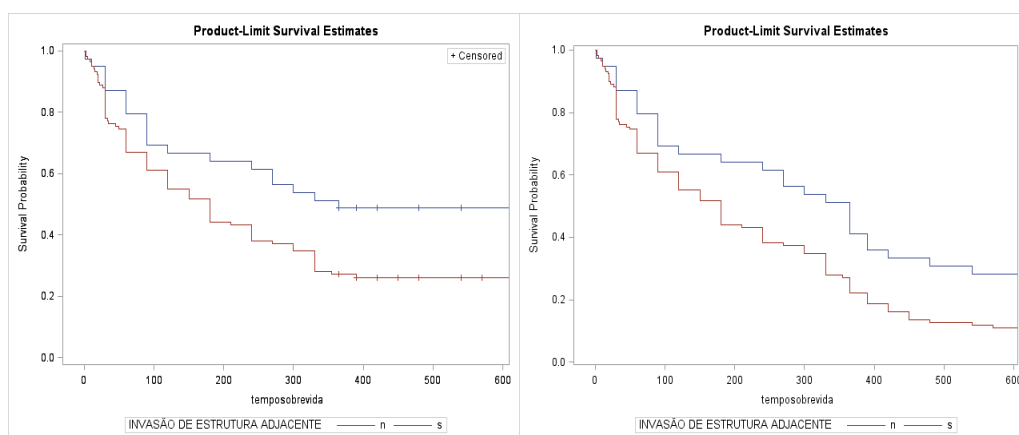 Product-Limit Survival Estimates
+ Censored
1.0
0.8
0.6
0.4
0.2
0.0
Survival Probability
0 100 200 300 400 500 600
temposobrevida
INVASÃO DE ESTRUTURA ADJACENTE n s
Product-Limit Survival Estimates
1.0
0.8
0.6
0.4
0.2
0.0
Survival Probability
0 100 200 300 400 500 600
temposobrevida
INVASÃO DE ESTRUTURA ADJACENTE n s